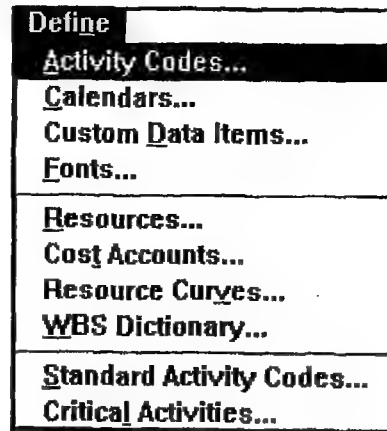 Define
Activity Codes...
Calendars...
Custom Data Items...
Fonts...
Resources...
Cost Accounts...
Resource Curves...
WBS Dictionary...
Standard Activity Codes...
Critical Activities...